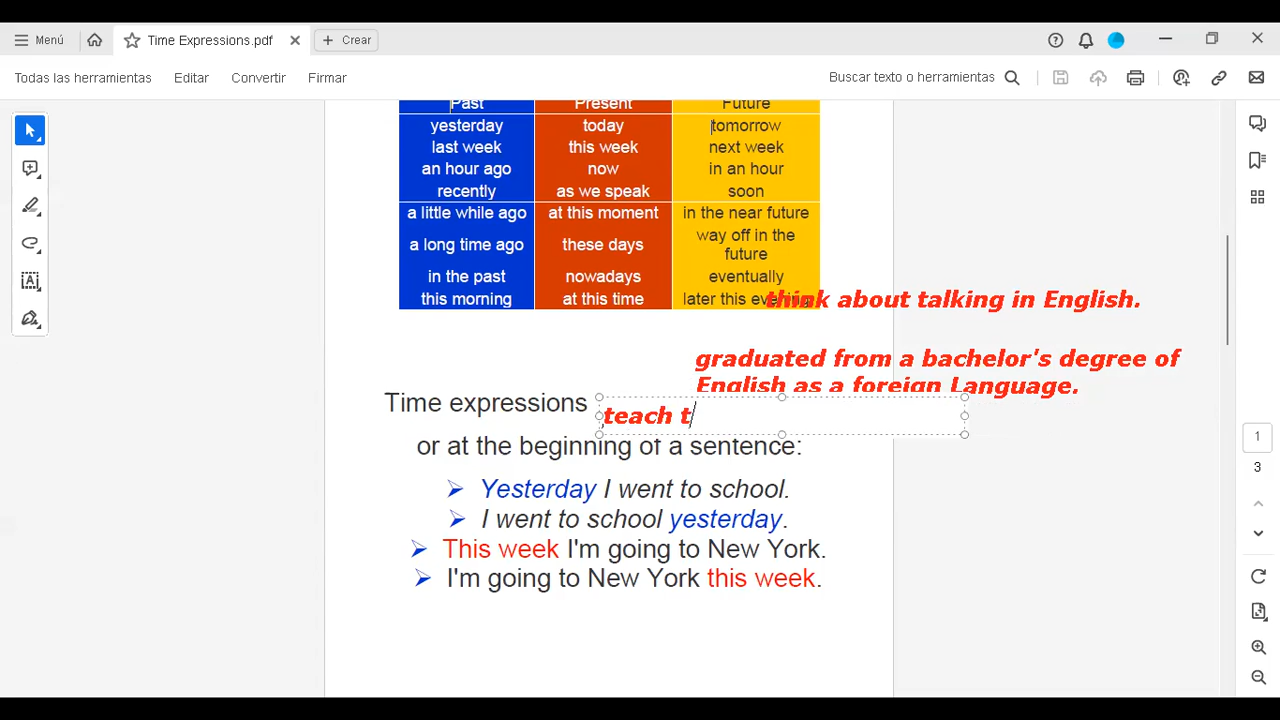 Menú
Time Expressions.pdf
Crear
Todas las herramientas
Editar
Convertir
Firmar
Buscar texto o herramientas
Past Present Future
yesterday today tomorrow
last week this week next week
an hour ago now in an hour
recently as we speak soon
a little while ago at this moment in the near future
a long time ago these days way off in the
future
in the past nowadays eventually
this morning at this time later this evening
think about talking in English.
graduated from a bachelor's degree of
English as a foreign Language.
Time expressions
teach t
or at the beginning of a sentence:
Yesterday I went to school.
I went to school yesterday.
This week I'm going to New York.
I'm going to New York this week.
1
3